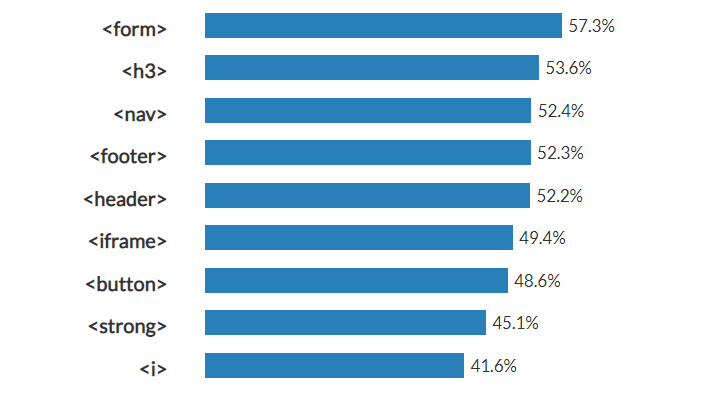 <form> 57.3%
<h3> 53.6%
<nav> 52.4%
<footer> 52.3%
<header> 52.2%
<iframe> 49.4%
<button> 48.6%
<strong> 45.1%
<i> 41.6%